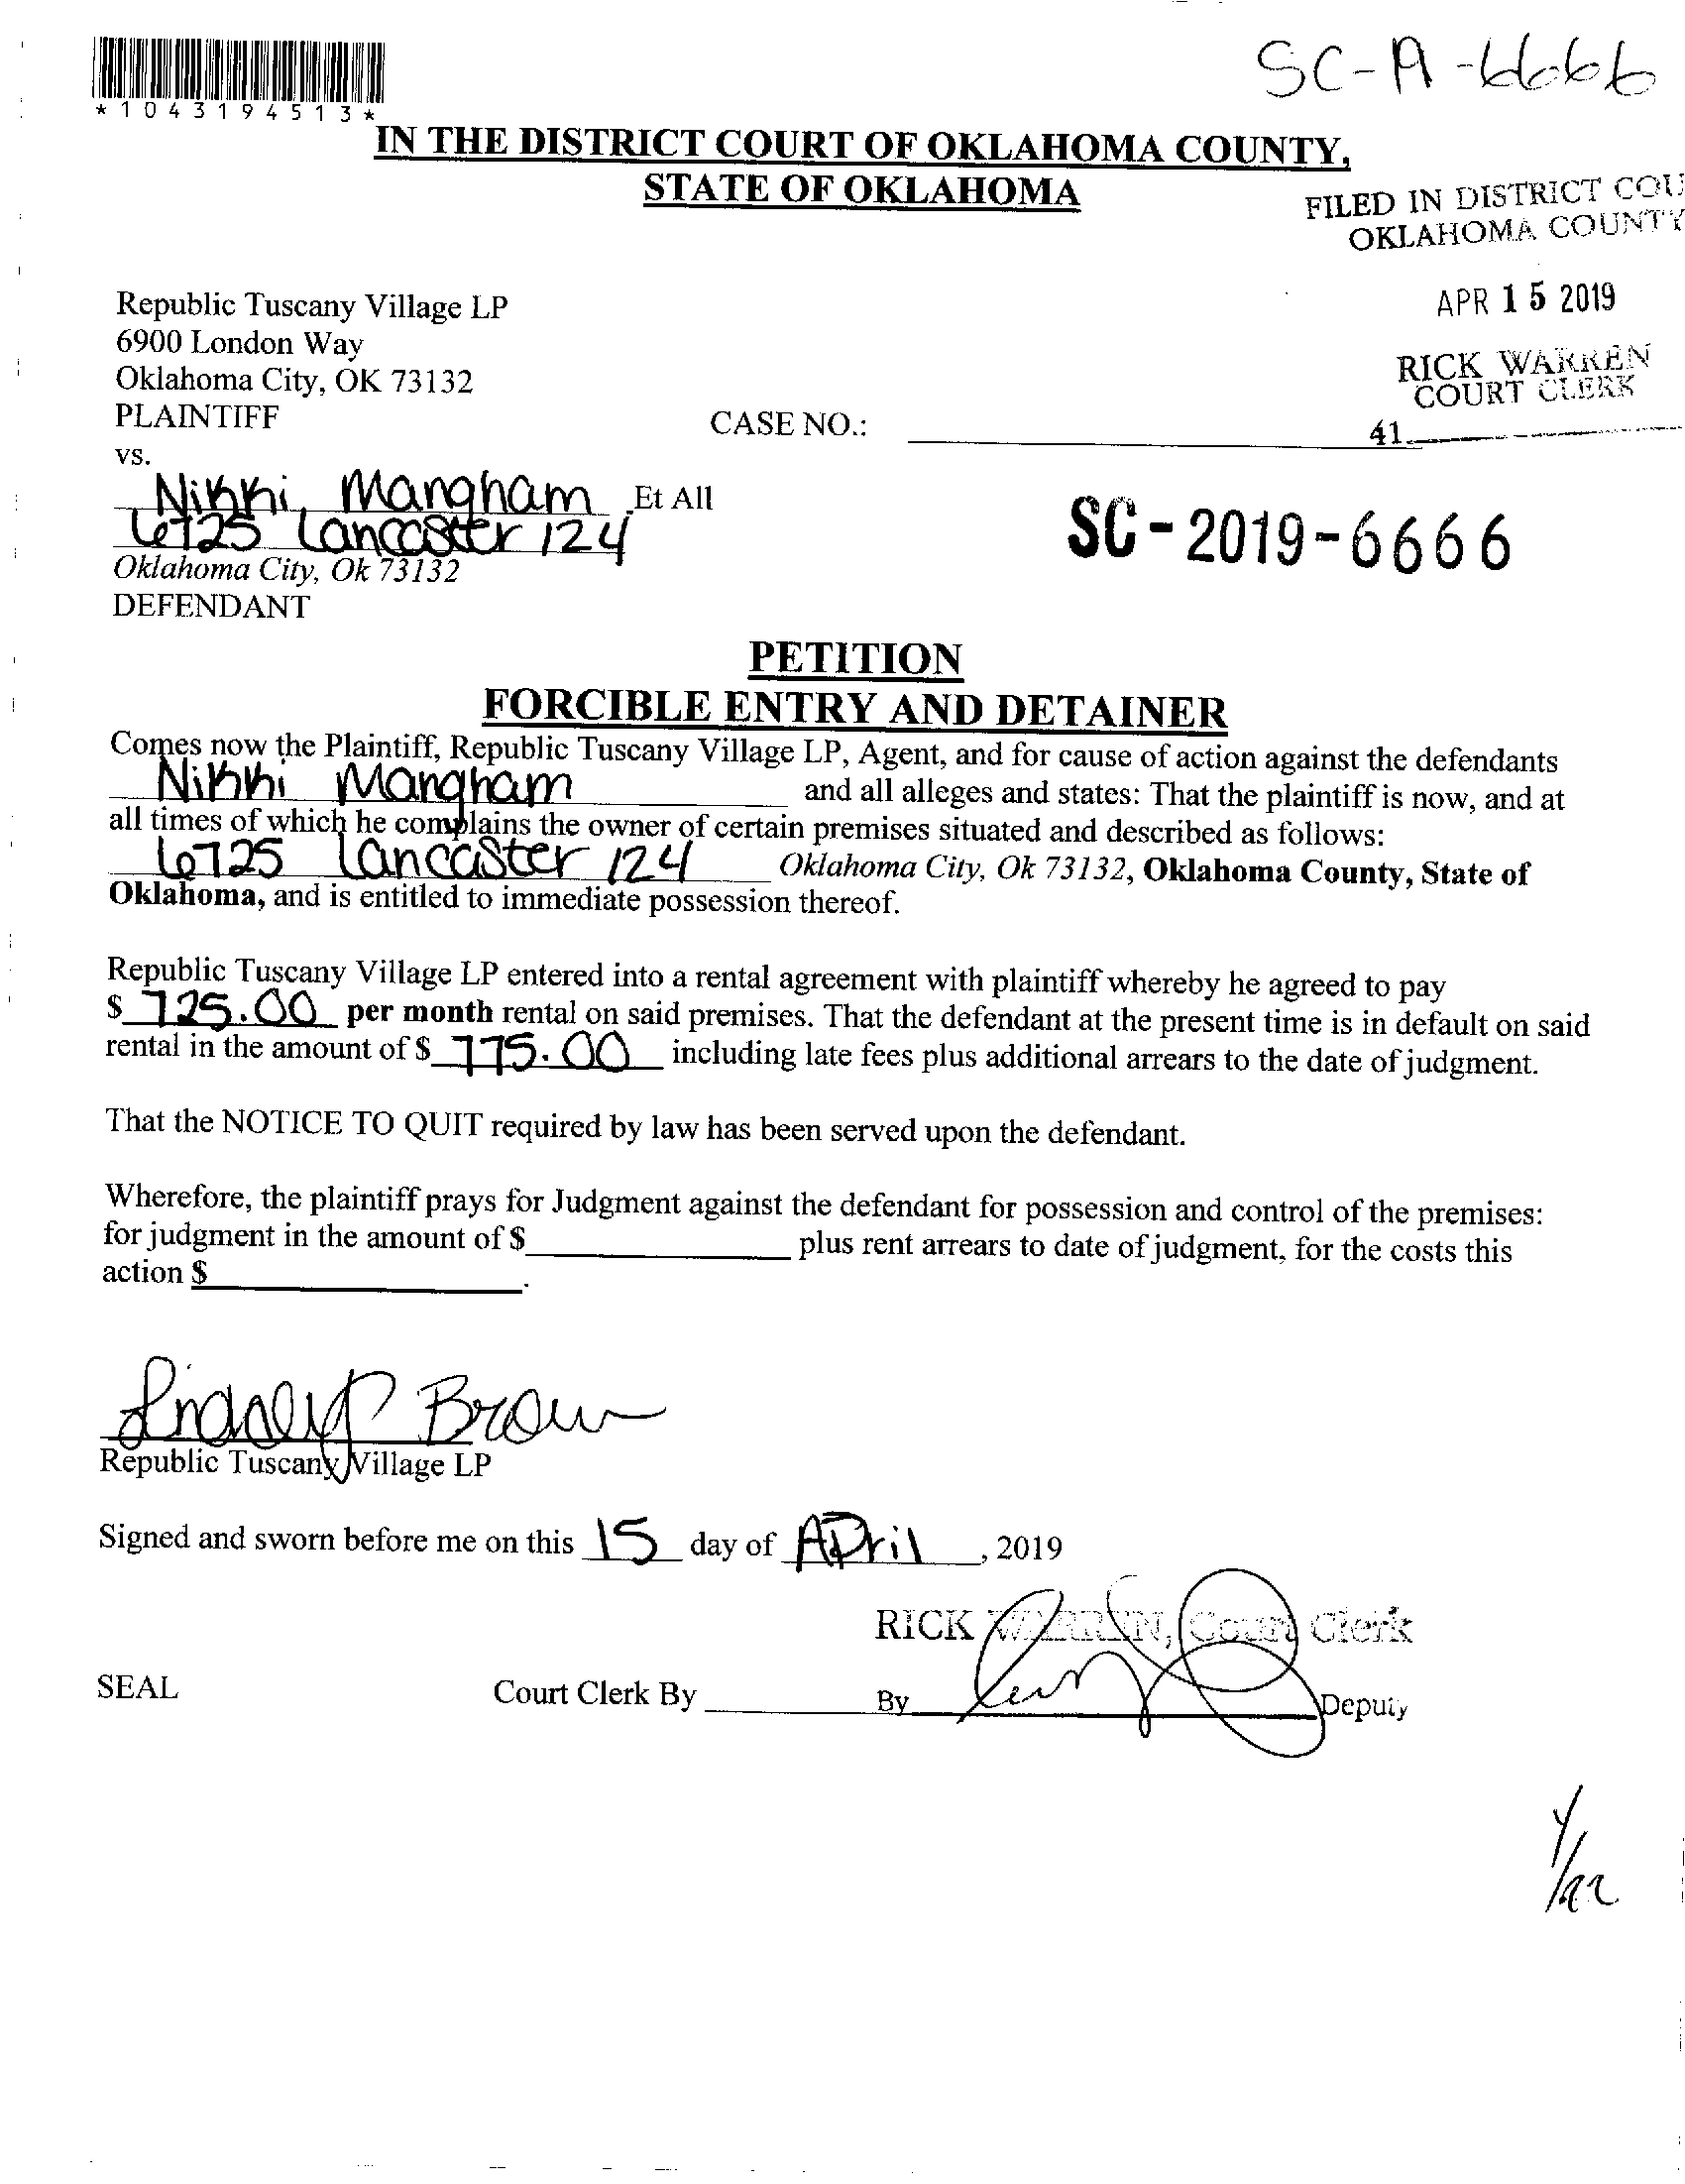 SC-19-6666
*1043194513*
IN THE DISTRICT COURT OF OKLAHOMA COUNTY,
STATE OF OKLAHOMA
FILED IN DISTRICT COU
OKLAHOMA COUNTY
APR 15 2019
RICK WARREN
COURT CLERK
41
Republic Tuscany Village LP
6900 London Way
Oklahoma City, OK 73132
PLAINTIFF
CASE NO.:
vs.
Nikki Mangham Et All
6725 Lancaster 124
Oklahoma City, Ok 73132
DEFENDANT
SC-2019-6666
PETITION
FORCIBLE ENTRY AND DETAINER
Comes now the Plaintiff, Republic Tuscany Village LP, Agent, and for cause of action against the defendants
Nikki Mangham and all alleges and states: That the plaintiff is now, and at
all times of which he complains the owner of certain premises situated and described as follows:
6725 Lancaster 124 Oklahoma City, Ok 73132, Oklahoma County, State of
Oklahoma, and is entitled to immediate possession thereof.
Republic Tuscany Village LP entered into a rental agreement with plaintiff whereby he agreed to pay
$ 725.00 per month rental on said premises. That the defendant at the present time is in default on said
rental in the amount of $ 775.00 including late fees plus additional arrears to the date of judgment.
That the NOTICE TO QUIT required by law has been served upon the defendant.
Wherefore, the plaintiff prays for Judgment against the defendant for possession and control of the premises:
for judgment in the amount of $ plus rent arrears to date of judgment, for the costs this
action $ .
Brown
Republic Tuscany Village LP
Signed and sworn before me on this 15 day of April, 2019
RICK WARREN, Court Clerk
SEAL
Court Clerk By
By Deputy
4/22